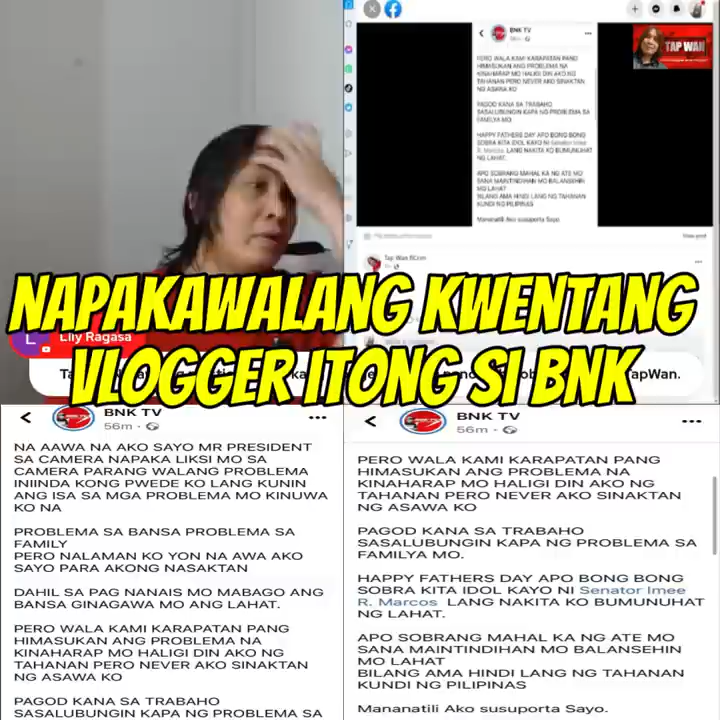 BNK TV
TAP WAN
PERO WALA KAMI KARAPATAN PANG
HIMASUKAN ANG PROBLEMA NA
KINAHARAP MO HALIGI DIN AKO NG
TAHANAN PERO NEVER AKO SINAKTAN
NG ASAWA KO
PAGOD KANA SA TRABAHO
SASALUBUNGIN KAPA NG PROBLEMA SA
FAMILYA MO
HAPPY FATHERS DAY APO BONG BONG
SOBRA KITA IDOL KAYO NI Senator Imee
R. Marcos LANG NAKITA KO BUMUNUHAT
NG LAHAT.
APO SOBRANG MAHAL KA NG ATE MO
SANA MAINTINDIHAN MO BALANSEHIN
MO LAHAT
BILANG AMA HINDI LANG NG TAHANAN
KUNDI NG PILIPINAS
Mananatili Ako susuporta Sayo.
NAPAKAWALANG KWENTANG
L Lily Ragasa
VLOGGER ITONG SI BNK
TapWan.
BNK TV
56m
NA AAWA NA AKO SAYO MR PRESIDENT
SA CAMERA NAPAKA LIKSI MO SA
CAMERA PARANG WALANG PROBLEMA
INIINDA KONG PWEDE KO LANG KUNIN
ANG ISA SA MGA PROBLEMA MO KINUWA
KO NA
PROBLEMA SA BANSA PROBLEMA SA
FAMILY
PERO NALAMAN KO YON NA AWA AKO
SAYO PARA AKONG NASAKTAN
DAHIL SA PAG NANAIS MO MABAGO ANG
BANSA GINAGAWA MO ANG LAHAT.
PERO WALA KAMI KARAPATAN PANG
HIMASUKAN ANG PROBLEMA NA
KINAHARAP MO HALIGI DIN AKO NG
TAHANAN PERO NEVER AKO SINAKTAN
NG ASAWA KO
PAGOD KANA SA TRABAHO
SASALUBUNGIN KAPA NG PROBLEMA SA
BNK TV
56m
PERO WALA KAMI KARAPATAN PANG
HIMASUKAN ANG PROBLEMA NA
KINAHARAP MO HALIGI DIN AKO NG
TAHANAN PERO NEVER AKO SINAKTAN
NG ASAWA KO
PAGOD KANA SA TRABAHO
SASALUBUNGIN KAPA NG PROBLEMA SA
FAMILYA MO.
HAPPY FATHERS DAY APO BONG BONG
SOBRA KITA IDOL KAYO NI Senator Imee
R. Marcos LANG NAKITA KO BUMUNUHAT
NG LAHAT.
APO SOBRANG MAHAL KA NG ATE MO
SANA MAINTINDIHAN MO BALANSEHIN
MO LAHAT
BILANG AMA HINDI LANG NG TAHANAN
KUNDI NG PILIPINAS
Mananatili Ako susuporta Sayo.